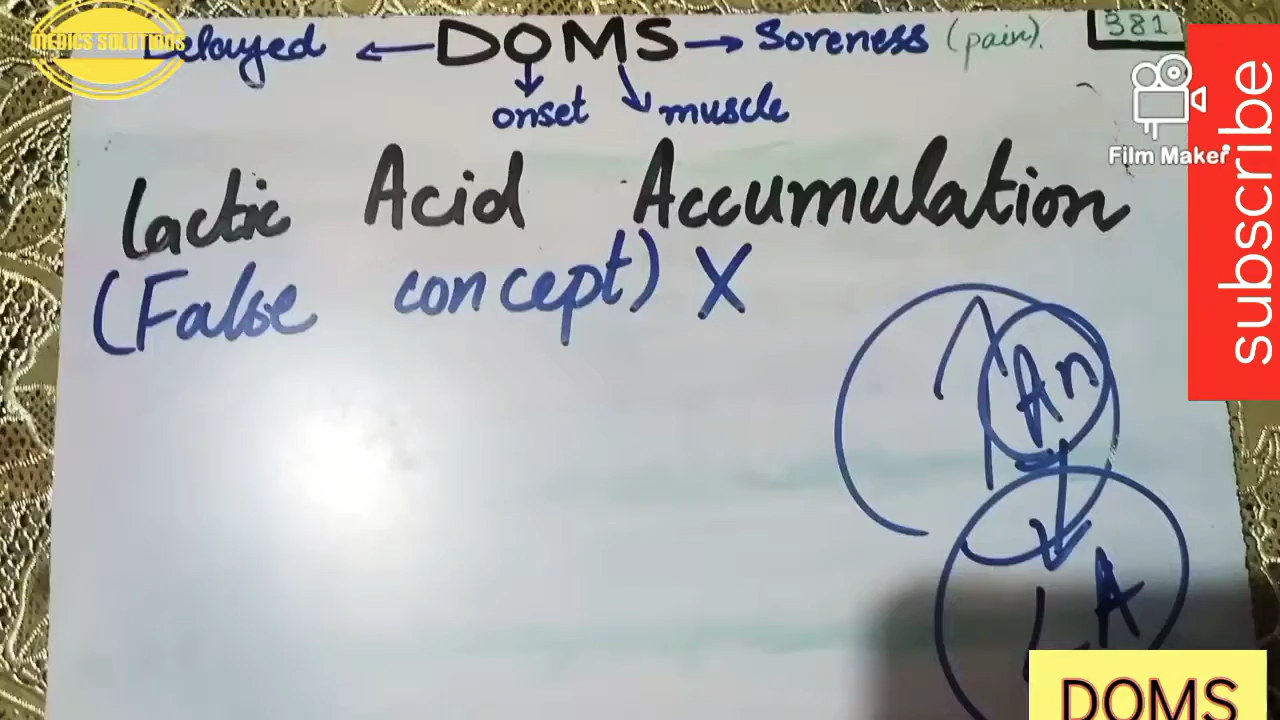 MEDICS SOLUTIONS
Delayed ← DOMS → Soreness (pain). 381
onset muscle
Film Maker
subscribe
Lactic Acid Accumulation
(False concept) X
An
LA
DOMS